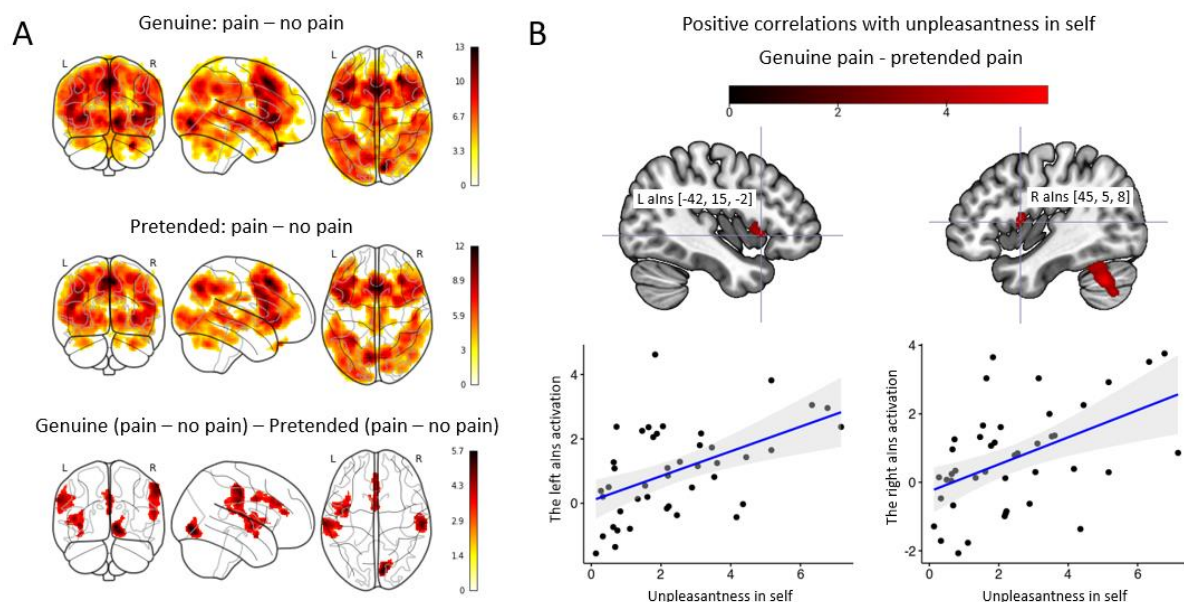 A
Genuine: pain – no pain
L
R
L
R
13
10
6.7
3.3
0
Pretended: pain – no pain
L
R
L
R
12
8.9
5.9
3
0
Genuine (pain – no pain) – Pretended (pain – no pain)
L
R
L
R
5.7
4.3
2.9
1.4
0
B
Positive correlations with unpleasantness in self
Genuine pain - pretended pain
0 2 4
L aIns [-42, 15, -2]
R aIns [45, 5, 8]
The left aIns activation
4
2
0
0 2 4 6
Unpleasantness in self
The right aIns activation
4
2
0
-2
0 2 4 6
Unpleasantness in self